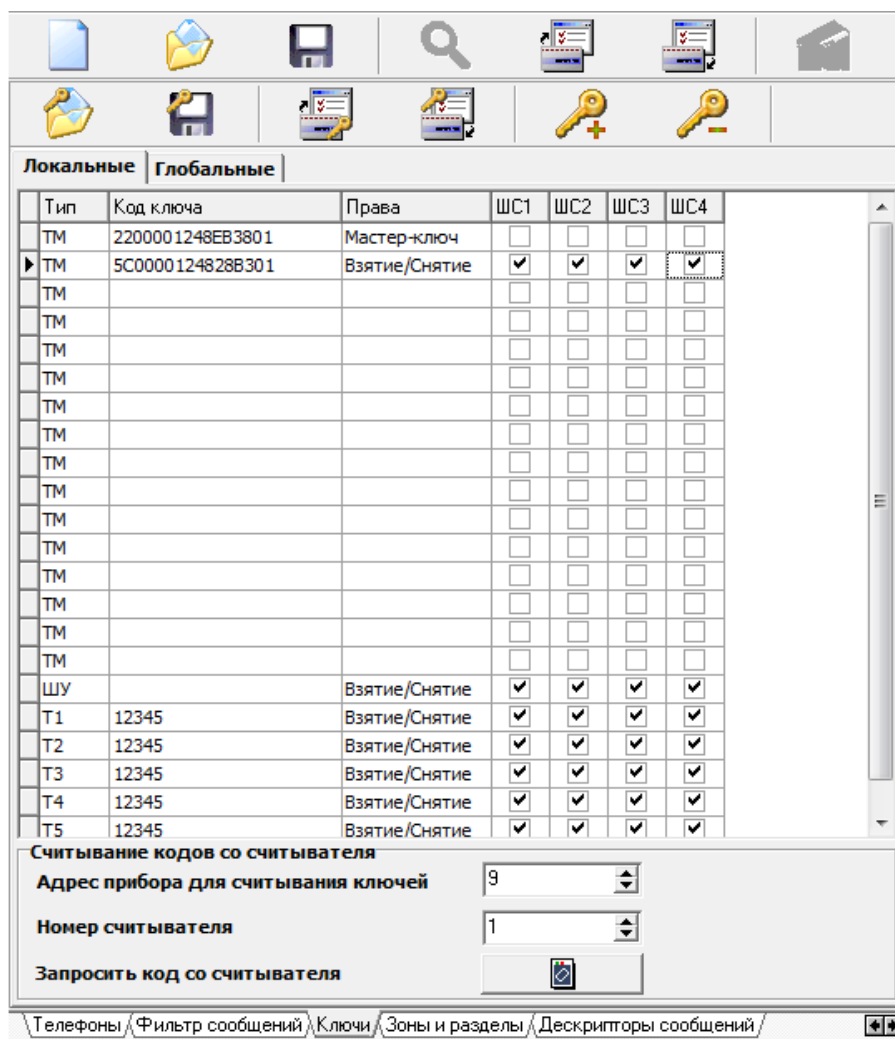 Локальные Глобальные
Тип Код ключа Права ШС1 ШС2 ШС3 ШС4
ТМ 2200001248EB3801 Мастер-ключ
ТМ 5C0000124828B301 Взятие/Снятие
ТМ
ТМ
ТМ
ТМ
ТМ
ТМ
ТМ
ТМ
ТМ
ТМ
ТМ
ТМ
ТМ
ТМ
ШУ Взятие/Снятие
Т1 12345 Взятие/Снятие
Т2 12345 Взятие/Снятие
Т3 12345 Взятие/Снятие
Т4 12345 Взятие/Снятие
Т5 12345 Взятие/Снятие
Считывание кодов со считывателя
Адрес прибора для считывания ключей 9
Номер считывателя 1
Запросить код со считывателя
Телефоны Фильтр сообщений Ключи Зоны и разделы Дескрипторы сообщений